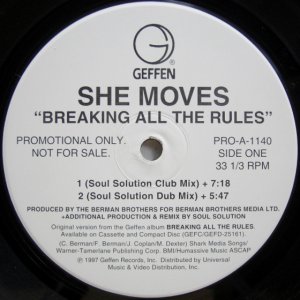 G
GEFFEN
SHE MOVES
"BREAKING ALL THE RULES"
PROMOTIONAL ONLY.
NOT FOR SALE.
PRO-A-1140
SIDE ONE
33 1/3 RPM
1 (Soul Solution Club Mix) + 7:18
2 (Soul Solution Dub Mix) + 5:47
PRODUCED BY THE BERMAN BROTHERS FOR BERMAN BROTHERS MEDIA LTD.
+ADDITIONAL PRODUCTION & REMIX BY SOUL SOLUTION
Original version from the Geffen album BREAKING ALL THE RULES.
Available on Cassette and Compact Disc (GEFC/GEFD-25161)
(C. Berman/F. Berman/J. Coplan/M. Dexter) Shark Media Songs/
Warner-Tamerlane Publishing Corp. BMI/Humassive Music ASCAP
℗ 1997 Geffen Records, Inc. Distributed by Universal
Music & Video Distribution, Inc.